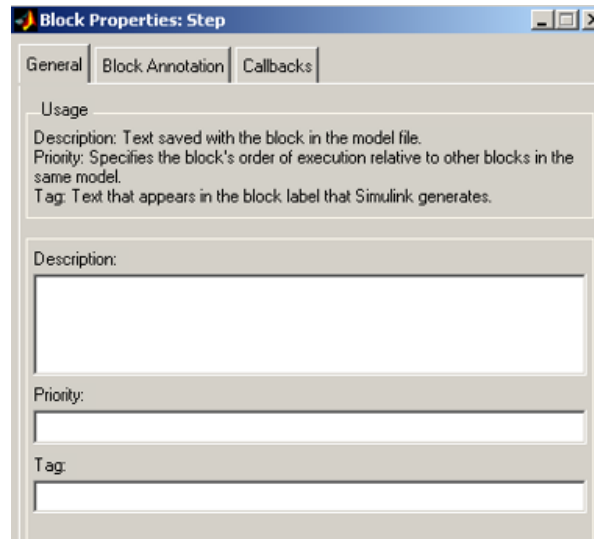 Block Properties: Step
General Block Annotation Callbacks
Usage
Description: Text saved with the block in the model file.
Priority: Specifies the block's order of execution relative to other blocks in the
same model.
Tag: Text that appears in the block label that Simulink generates.
Description:
Priority:
Tag: